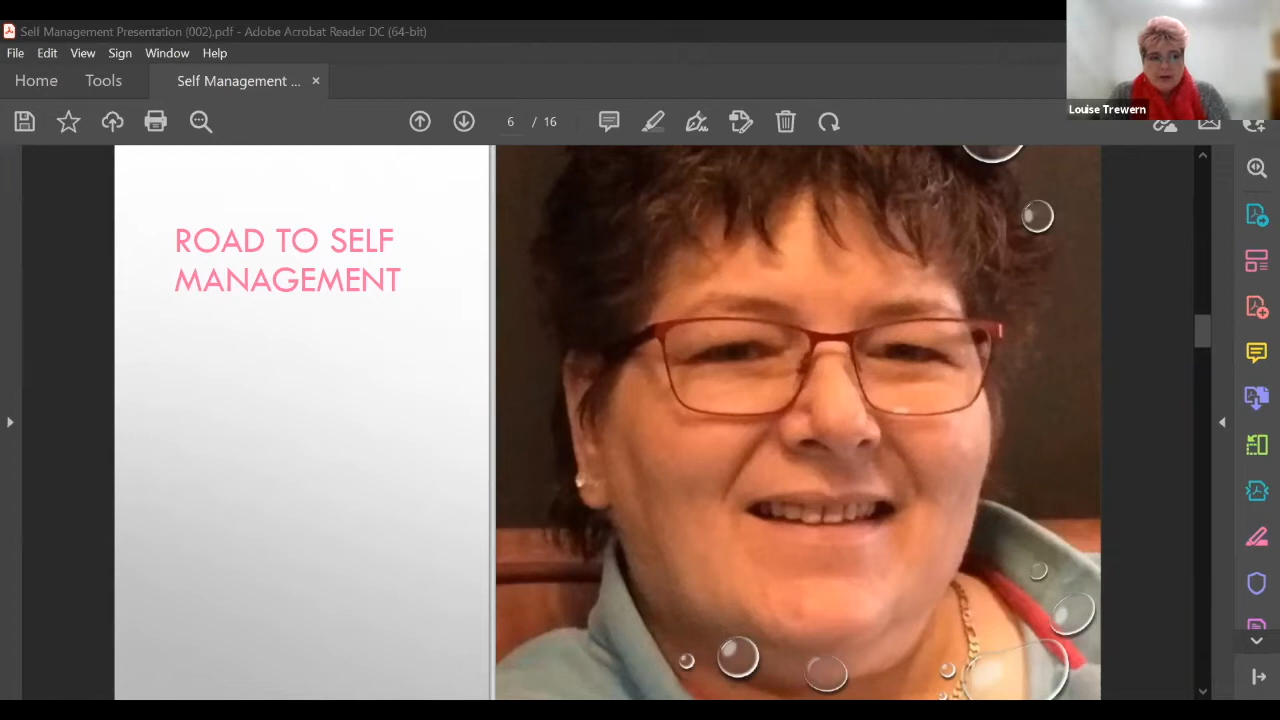 Self Management Presentation (002).pdf - Adobe Acrobat Reader DC (64-bit)
File Edit View Sign Window Help
Home Tools Self Management ... ×
Louise Trewern
6 / 16
ROAD TO SELF
MANAGEMENT